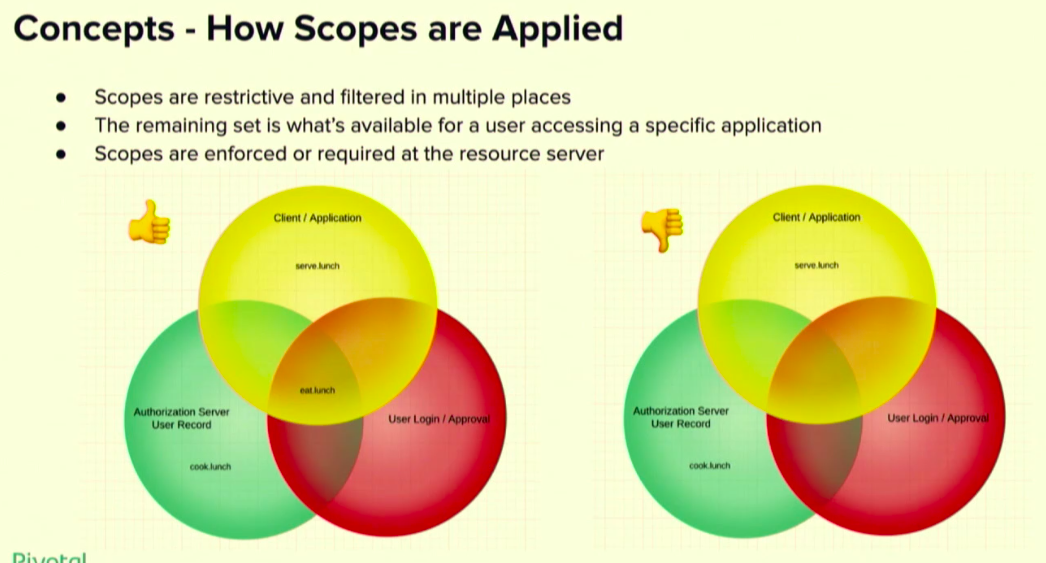 Concepts - How Scopes are Applied
● Scopes are restrictive and filtered in multiple places
● The remaining set is what's available for a user accessing a specific application
● Scopes are enforced or required at the resource server
Client / Application
serve.lunch
eat.lunch
Authorization Server
User Record
cook.lunch
User Login / Approval
Client / Application
serve.lunch
Authorization Server
User Record
cook.lunch
User Login / Approval
Pivotal